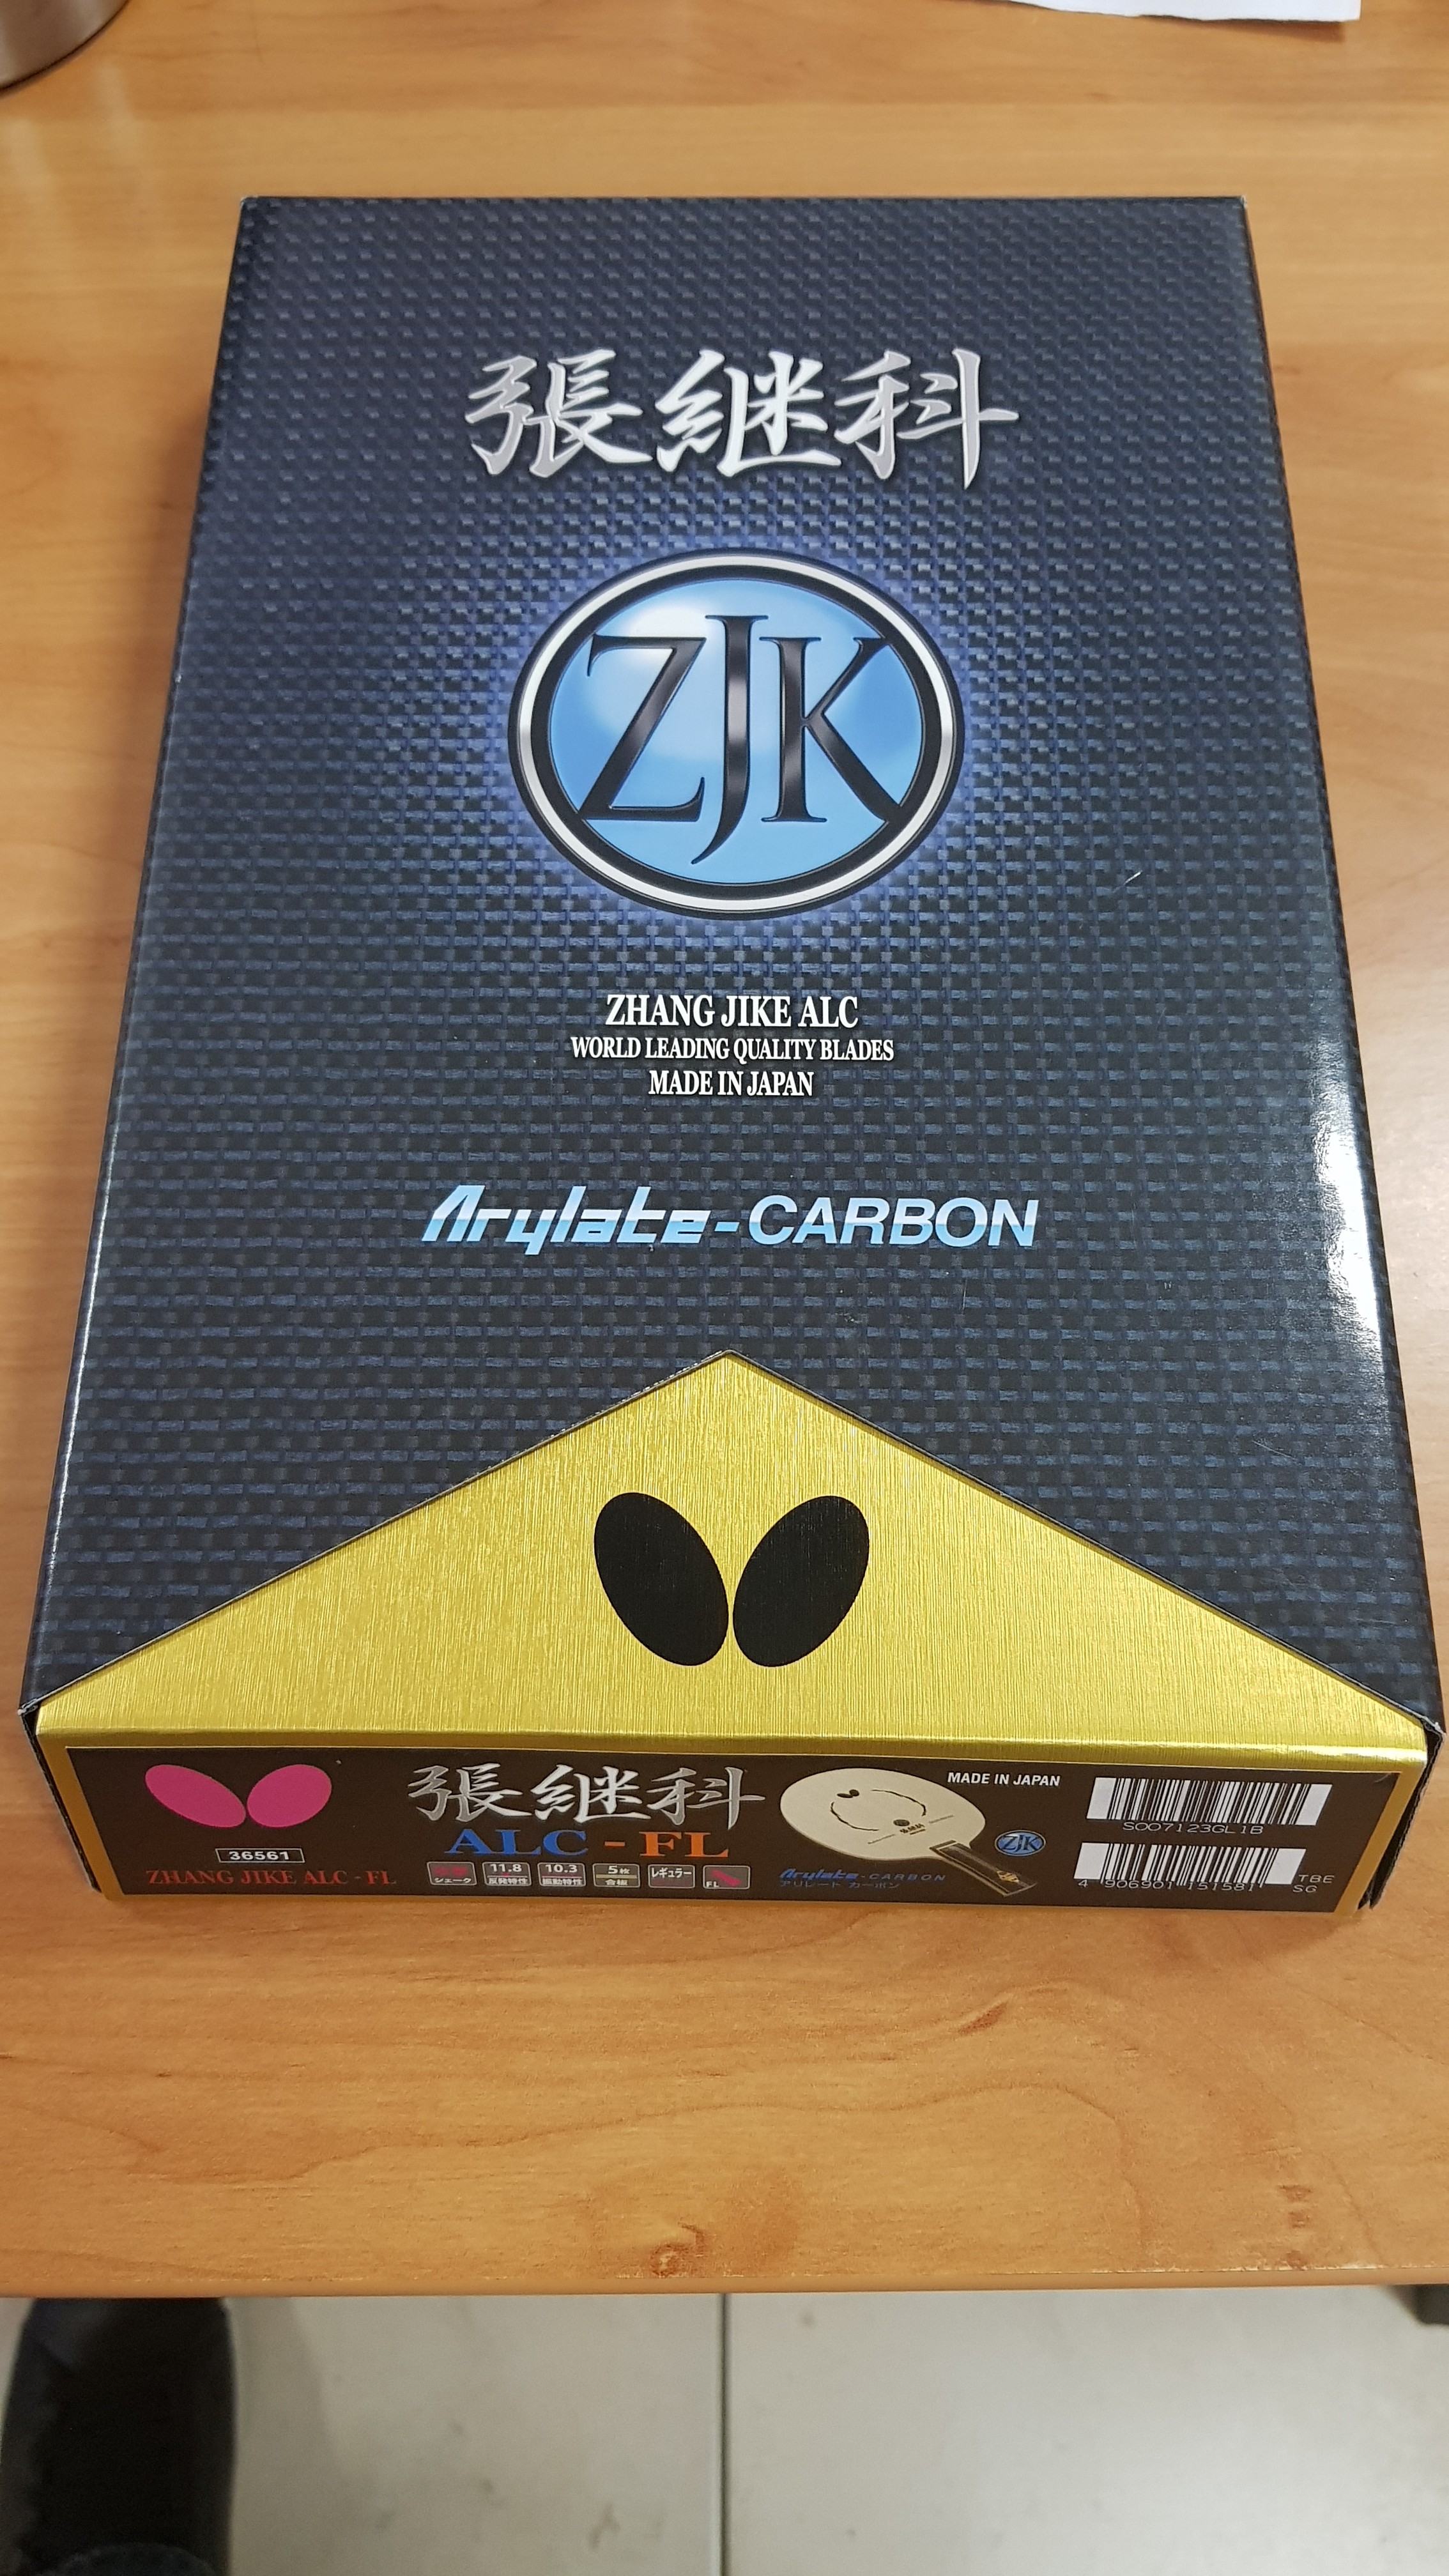 張継科
ZJK
ZHANG JIKE ALC
WORLD LEADING QUALITY BLADES
MADE IN JAPAN
Arylate-CARBON
36561
ZHANG JIKE ALC - FL
張継科
ALC - FL
シェーク
11.8
反発特性
10.3
振動特性
5枚
合板
レギュラー
FL
Arylate-CARBON
アリレート カーボン
ZJK
MADE IN JAPAN
S007123GL1B
4 906901 151581
TBE
SG